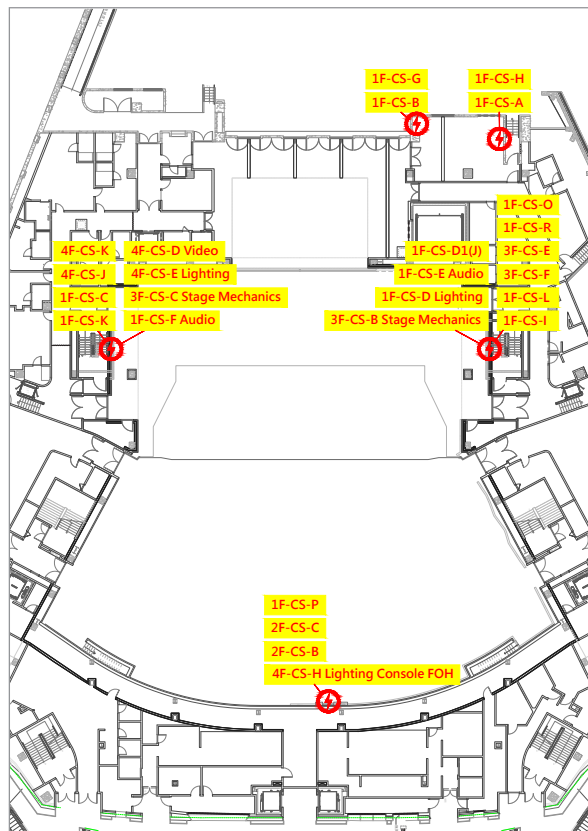 1F-CS-G
1F-CS-H
1F-CS-B
1F-CS-A
1F-CS-O
1F-CS-R
4F-CS-K
4F-CS-D Video
1F-CS-D1(J)
3F-CS-E
4F-CS-J
4F-CS-E Lighting
1F-CS-E Audio
3F-CS-F
1F-CS-C
3F-CS-C Stage Mechanics
1F-CS-D Lighting
1F-CS-L
1F-CS-K
1F-CS-F Audio
3F-CS-B Stage Mechanics
1F-CS-I
1F-CS-P
2F-CS-C
2F-CS-B
4F-CS-H Lighting Console FOH